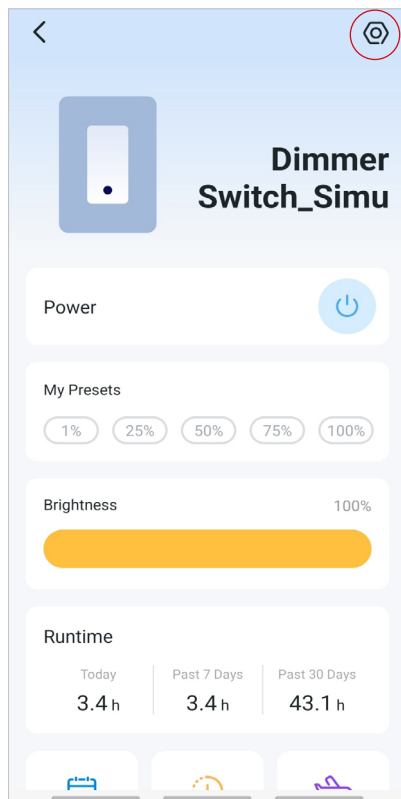 Dimmer
Switch_Simu
Power
My Presets
1% 25% 50% 75% 100%
Brightness 100%
Runtime
Today Past 7 Days Past 30 Days
3.4 h 3.4 h 43.1 h